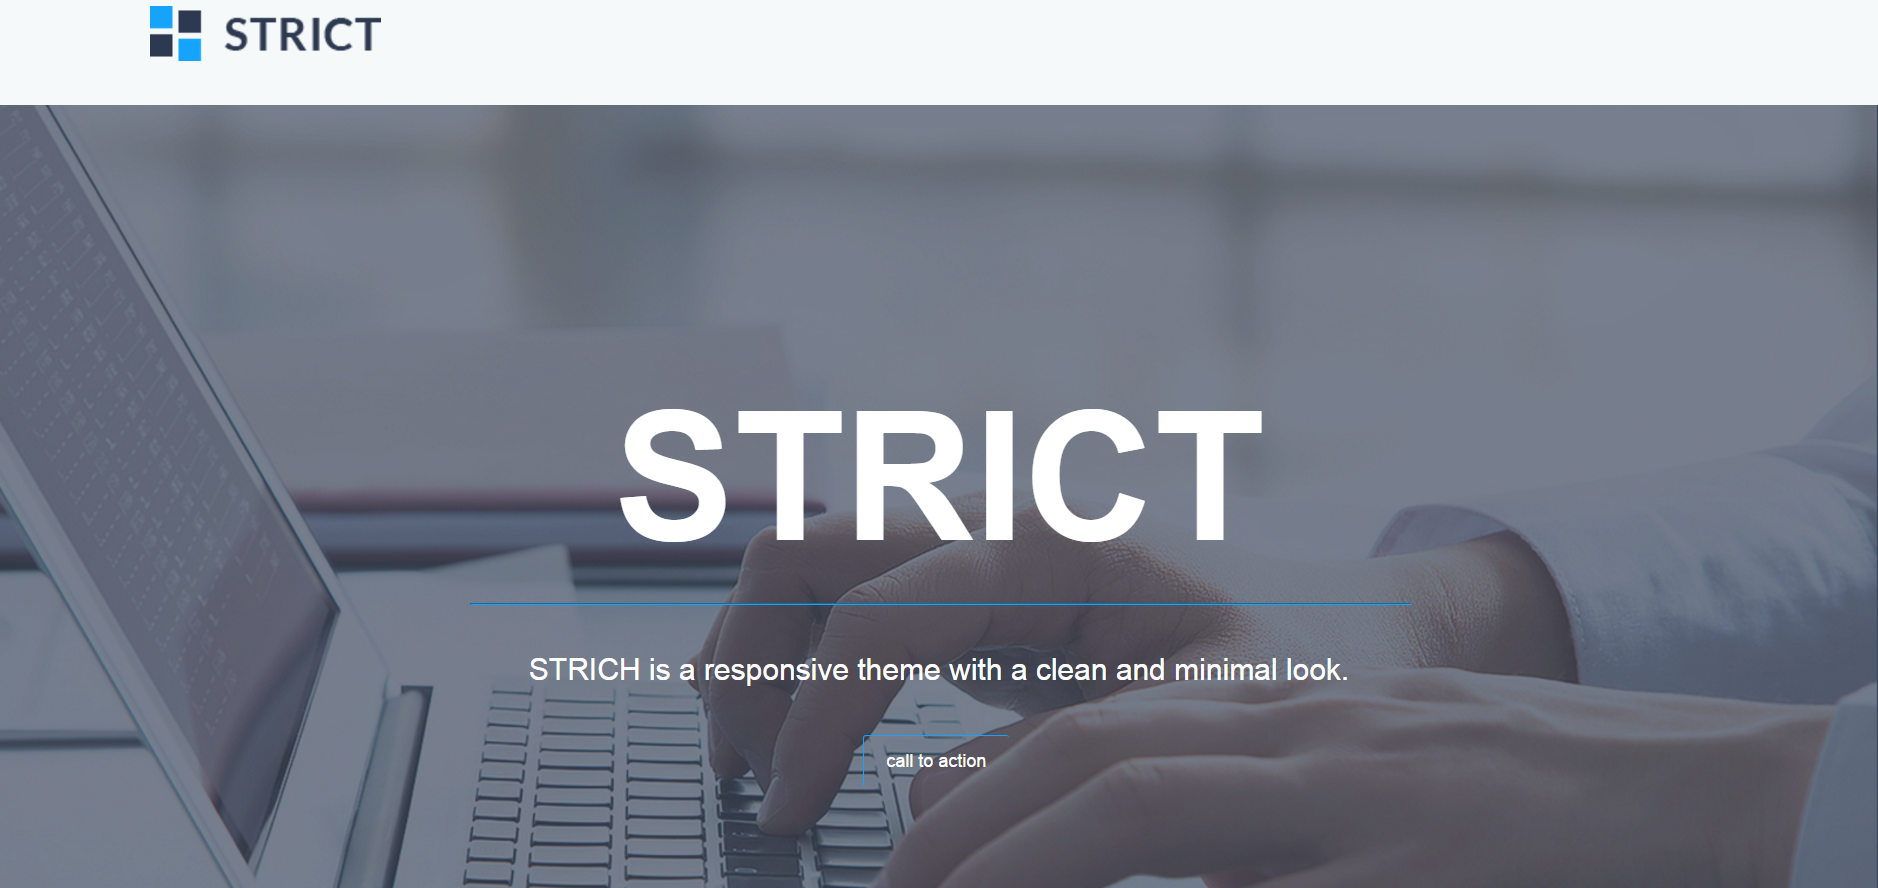 STRICT
STRICT
STRICH is a responsive theme with a clean and minimal look.
call to action